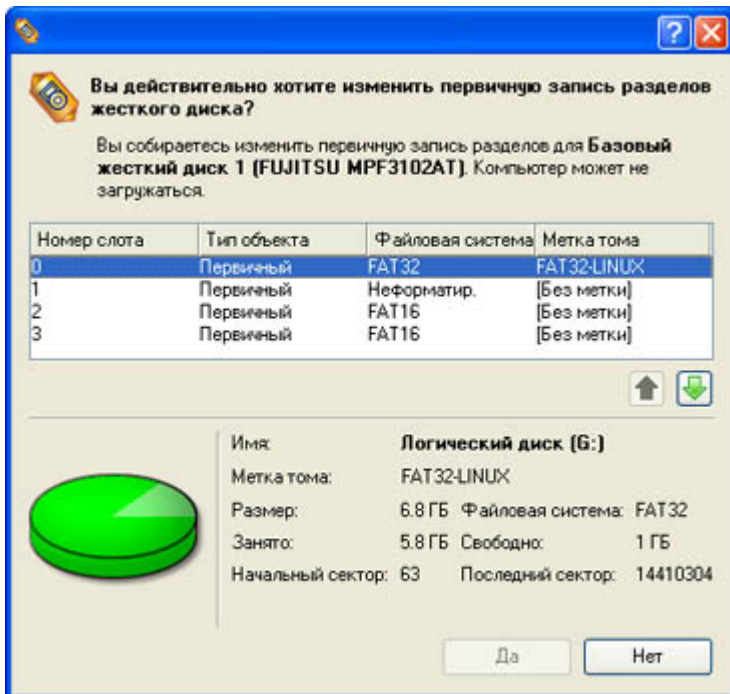 Вы действительно хотите изменить первичную запись разделов
жесткого диска?
Вы собираетесь изменить первичную запись разделов для Базовый
жесткий диск 1 (FUJITSU MPF3102AT). Компьютер может не
загружаться.
Номер слота Тип объекта Файловая система Метка тома
0 Первичный FAT32 FAT32-LINUX
1 Первичный Неформатир. [Без метки]
2 Первичный FAT16 [Без метки]
3 Первичный FAT16 [Без метки]
Имя: Логический диск (G:)
Метка тома: FAT32-LINUX
Размер: 6.8 ГБ Файловая система: FAT32
Занято: 5.8 ГБ Свободно: 1 ГБ
Начальный сектор: 63 Последний сектор: 14410304
Да Нет